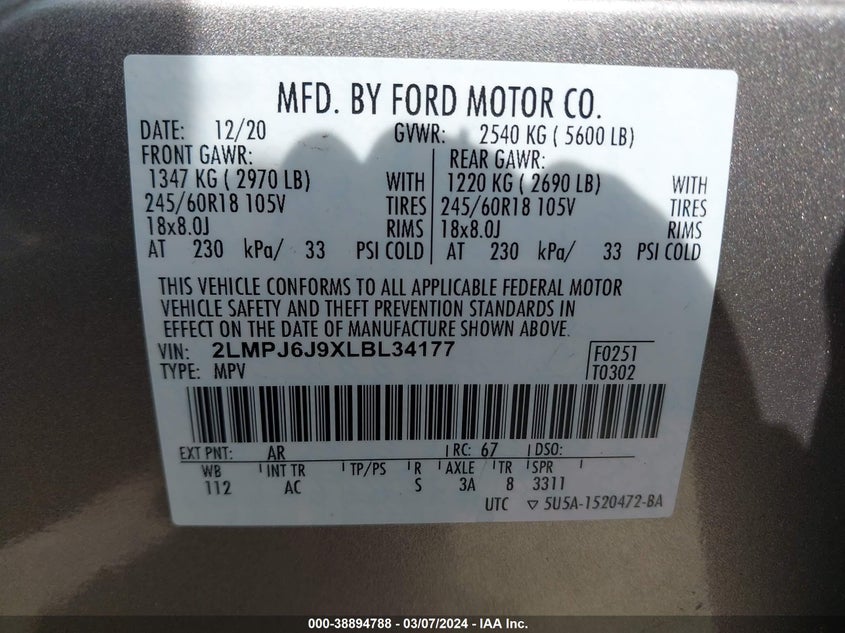 MFD. BY FORD MOTOR CO.
DATE: 12/20 GVWR: 2540 KG ( 5600 LB)
FRONT GAWR: REAR GAWR:
1347 KG ( 2970 LB) WITH 1220 KG ( 2690 LB) WITH
245/60R18 105V TIRES 245/60R18 105V TIRES
18x8.0J RIMS 18x8.0J RIMS
AT 230 kPa/ 33 PSI COLD AT 230 kPa/ 33 PSI COLD
THIS VEHICLE CONFORMS TO ALL APPLICABLE FEDERAL MOTOR
VEHICLE SAFETY AND THEFT PREVENTION STANDARDS IN
EFFECT ON THE DATE OF MANUFACTURE SHOWN ABOVE.
VIN: 2LMPJ6J9XLBL34177 F0251
TYPE: MPV T0302
EXT PNT: AR RC: 67 DSO:
WB INT TR TP/PS R AXLE TR SPR
112 AC S 3A 8 3311
UTC ▽ 5U5A-1520472-BA
000-38894788 - 03/07/2024 - IAA Inc.